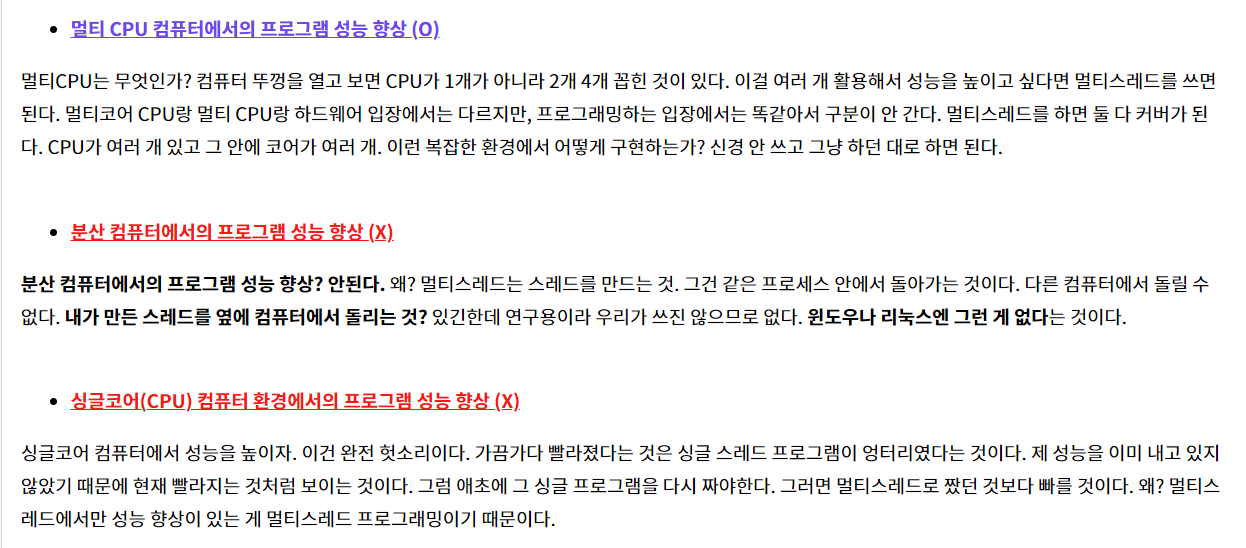 멀티 CPU 컴퓨터에서의 프로그램 성능 향상 (O)
멀티CPU는 무엇인가? 컴퓨터 뚜껑을 열고 보면 CPU가 1개가 아니라 2개 4개 꼽힌 것이 있다. 이걸 여러 개 활용해서 성능을 높이고 싶다면 멀티스레드를 쓰면
된다. 멀티코어 CPU랑 멀티 CPU랑 하드웨어 입장에서는 다르지만, 프로그래밍하는 입장에서는 똑같아서 구분이 안 간다. 멀티스레드를 하면 둘 다 커버가 된
다. CPU가 여러 개 있고 그 안에 코어가 여러 개. 이런 복잡한 환경에서 어떻게 구현하는가? 신경 안 쓰고 그냥 하던 대로 하면 된다.
분산 컴퓨터에서의 프로그램 성능 향상 (X)
분산 컴퓨터에서의 프로그램 성능 향상? 안된다. 왜? 멀티스레드는 스레드를 만드는 것. 그건 같은 프로세스 안에서 돌아가는 것이다. 다른 컴퓨터에서 돌릴 수
없다. 내가 만든 스레드를 옆에 컴퓨터에서 돌리는 것? 있긴한데 연구용이라 우리가 쓰진 않으므로 없다. 윈도우나 리눅스엔 그런 게 없다는 것이다.
싱글코어(CPU) 컴퓨터 환경에서의 프로그램 성능 향상 (X)
싱글코어 컴퓨터에서 성능을 높이자. 이건 완전 헛소리이다. 가끔가다 빨라졌다는 것은 싱글 스레드 프로그램이 엉터리였다는 것이다. 제 성능을 이미 내고 있지
않았기 때문에 현재 빨라지는 것처럼 보이는 것이다. 그럼 애초에 그 싱글 프로그램을 다시 짜야한다. 그러면 멀티스레드로 짰던 것보다 빠를 것이다. 왜? 멀티스
레드에서만 성능 향상이 있는 게 멀티스레드 프로그래밍이기 때문이다.